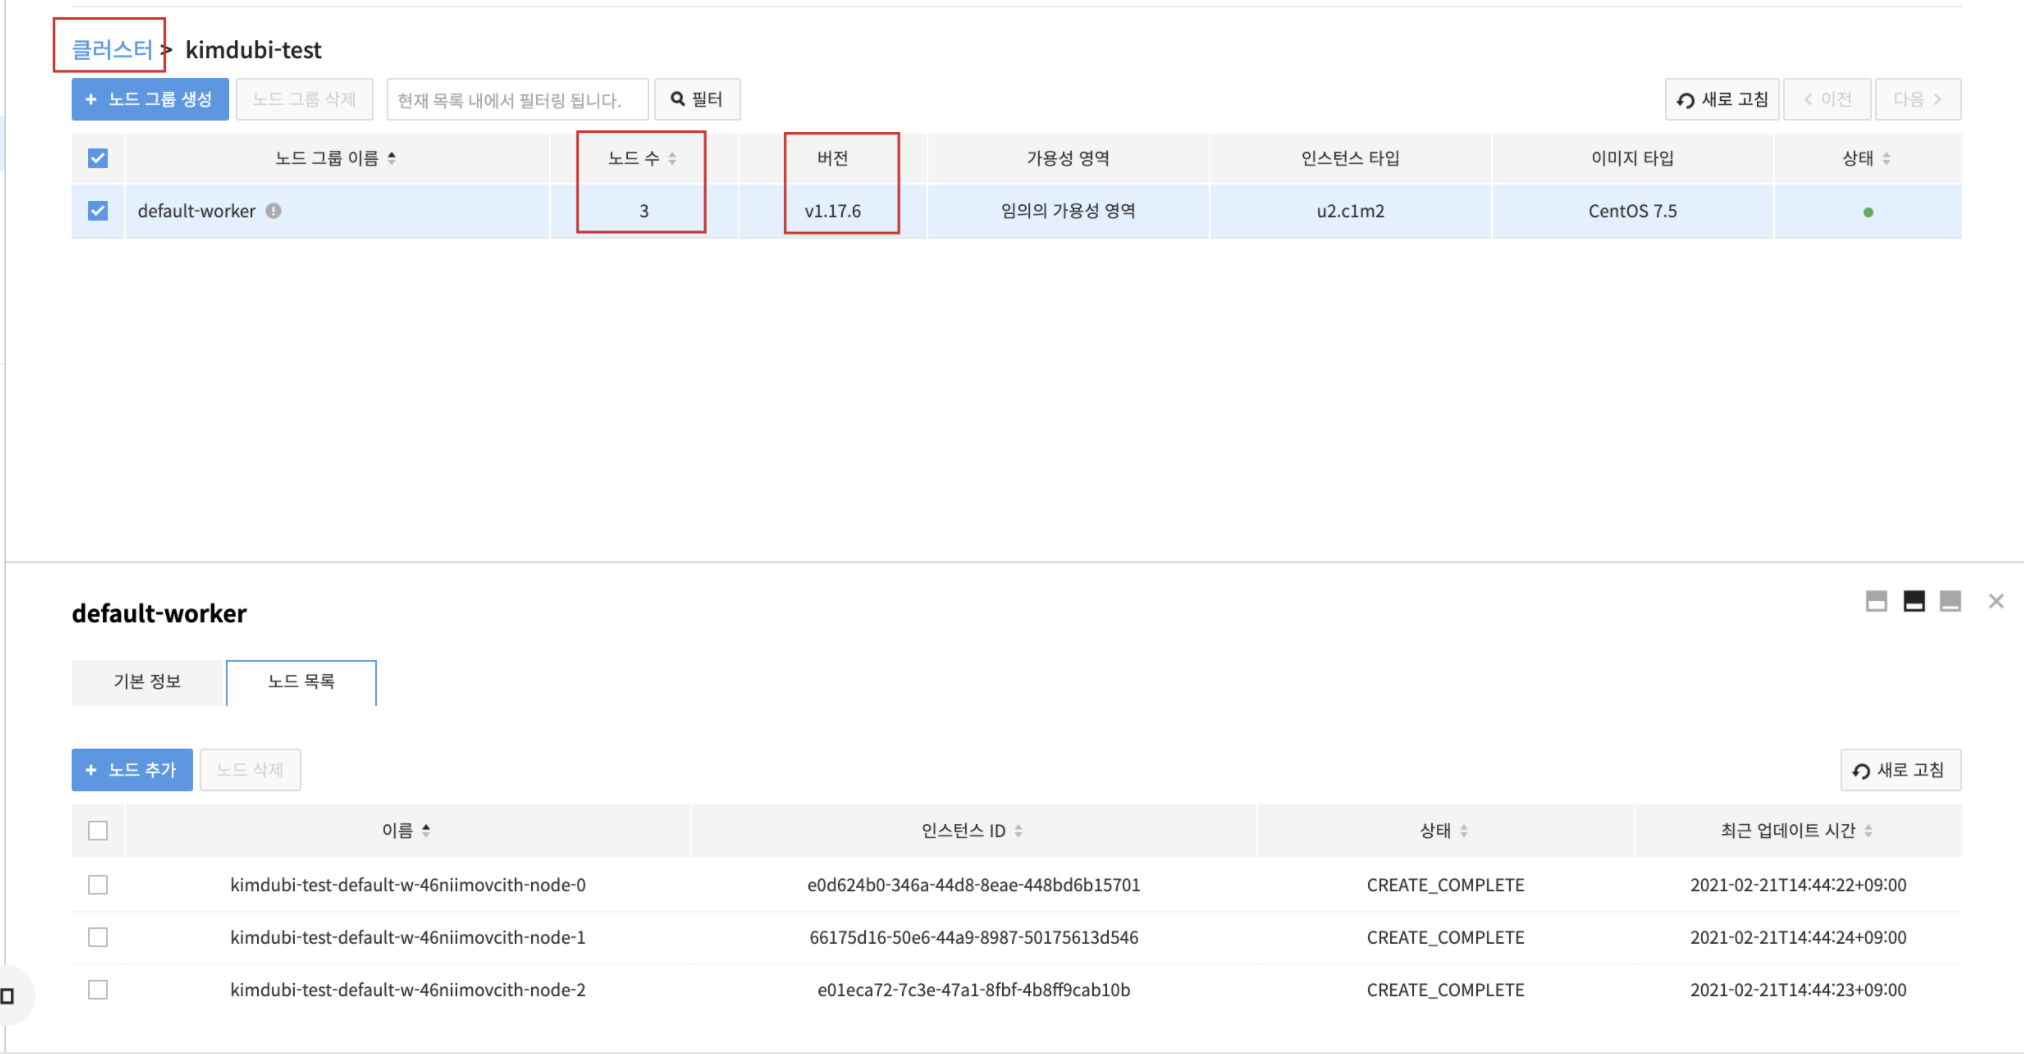 클러스터 > kimdubi-test
+ 노드 그룹 생성 노드 그룹 삭제 현재 목록 내에서 필터링 됩니다. 필터 새로 고침 < 이전 다음 >
노드 그룹 이름 노드 수 버전 가용성 영역 인스턴스 타입 이미지 타입 상태
default-worker 3 v1.17.6 임의의 가용성 영역 u2.c1m2 CentOS 7.5
default-worker
기본 정보 노드 목록
+ 노드 추가 노드 삭제 새로 고침
이름 인스턴스 ID 상태 최근 업데이트 시간
kimdubi-test-default-w-46niimovcith-node-0 e0d624b0-346a-44d8-8eae-448bd6b15701 CREATE_COMPLETE 2021-02-21T14:44:22+09:00
kimdubi-test-default-w-46niimovcith-node-1 66175d16-50e6-44a9-8987-50175613d546 CREATE_COMPLETE 2021-02-21T14:44:24+09:00
kimdubi-test-default-w-46niimovcith-node-2 e01eca72-7c3e-47a1-8fbf-4b8ff9cab10b CREATE_COMPLETE 2021-02-21T14:44:23+09:00